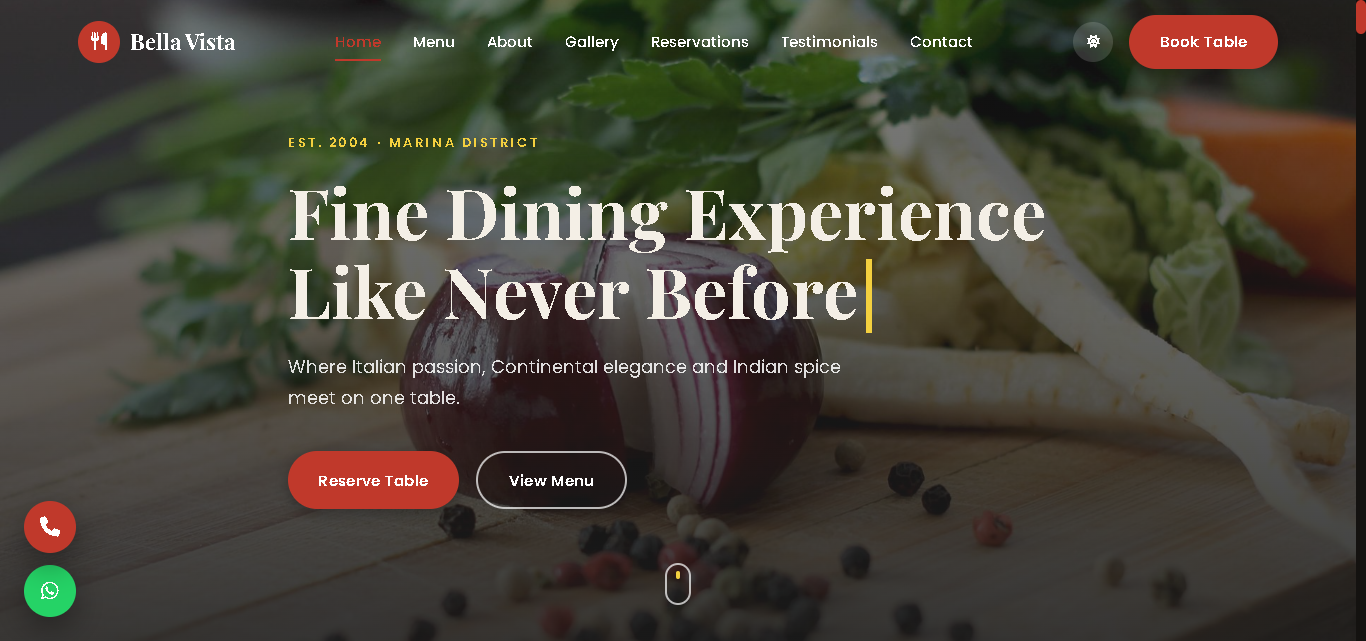 Bella Vista
Home
Menu
About
Gallery
Reservations
Testimonials
Contact
Book Table
EST. 2004 · MARINA DISTRICT
Fine Dining Experience
Like Never Before
Where Italian passion, Continental elegance and Indian spice
meet on one table.
Reserve Table
View Menu